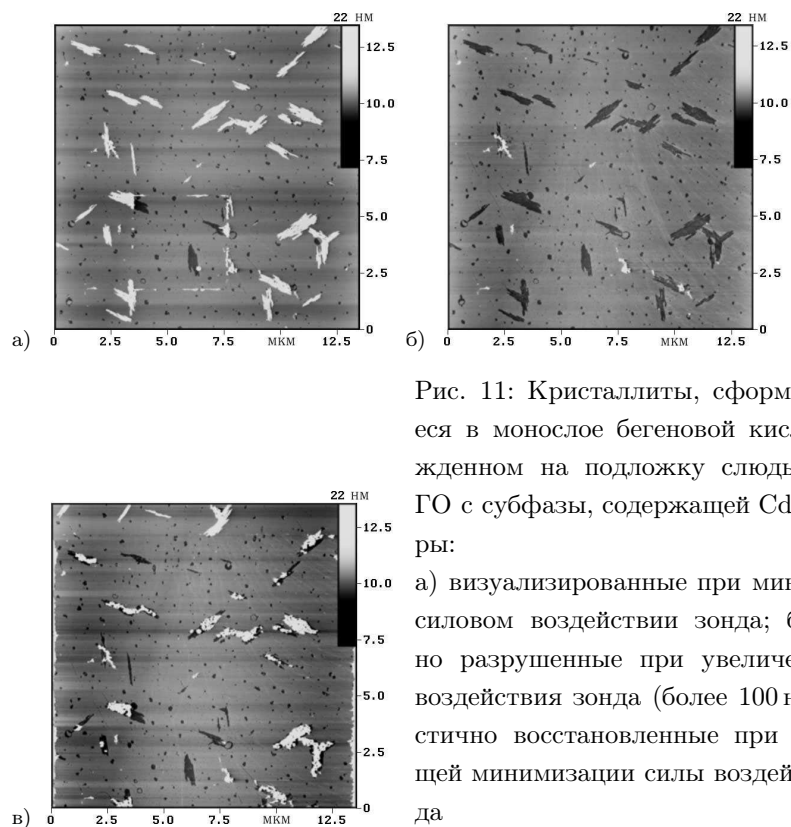 22 нм
12.5
10.0
7.5
5.0
2.5
0
а) 0 2.5 5.0 7.5 мкм 12.5
22 нм
12.5
10.0
7.5
5.0
2.5
0
б) 0 2.5 5.0 7.5 мкм 12.5
Рис. 11: Кристаллиты, сформ
еся в монослое бегеновой кис
жденном на подложку слюд
ГО с субфазы, содержащей Cd
ры:
а) визуализированные при мин
силовом воздействии зонда; б
но разрушенные при увеличе
воздействия зонда (более 100 н
стично восстановленные при
щей минимизации силы воздей
да
22 нм
12.5
10.0
7.5
5.0
2.5
0
в) 0 2.5 5.0 7.5 мкм 12.5